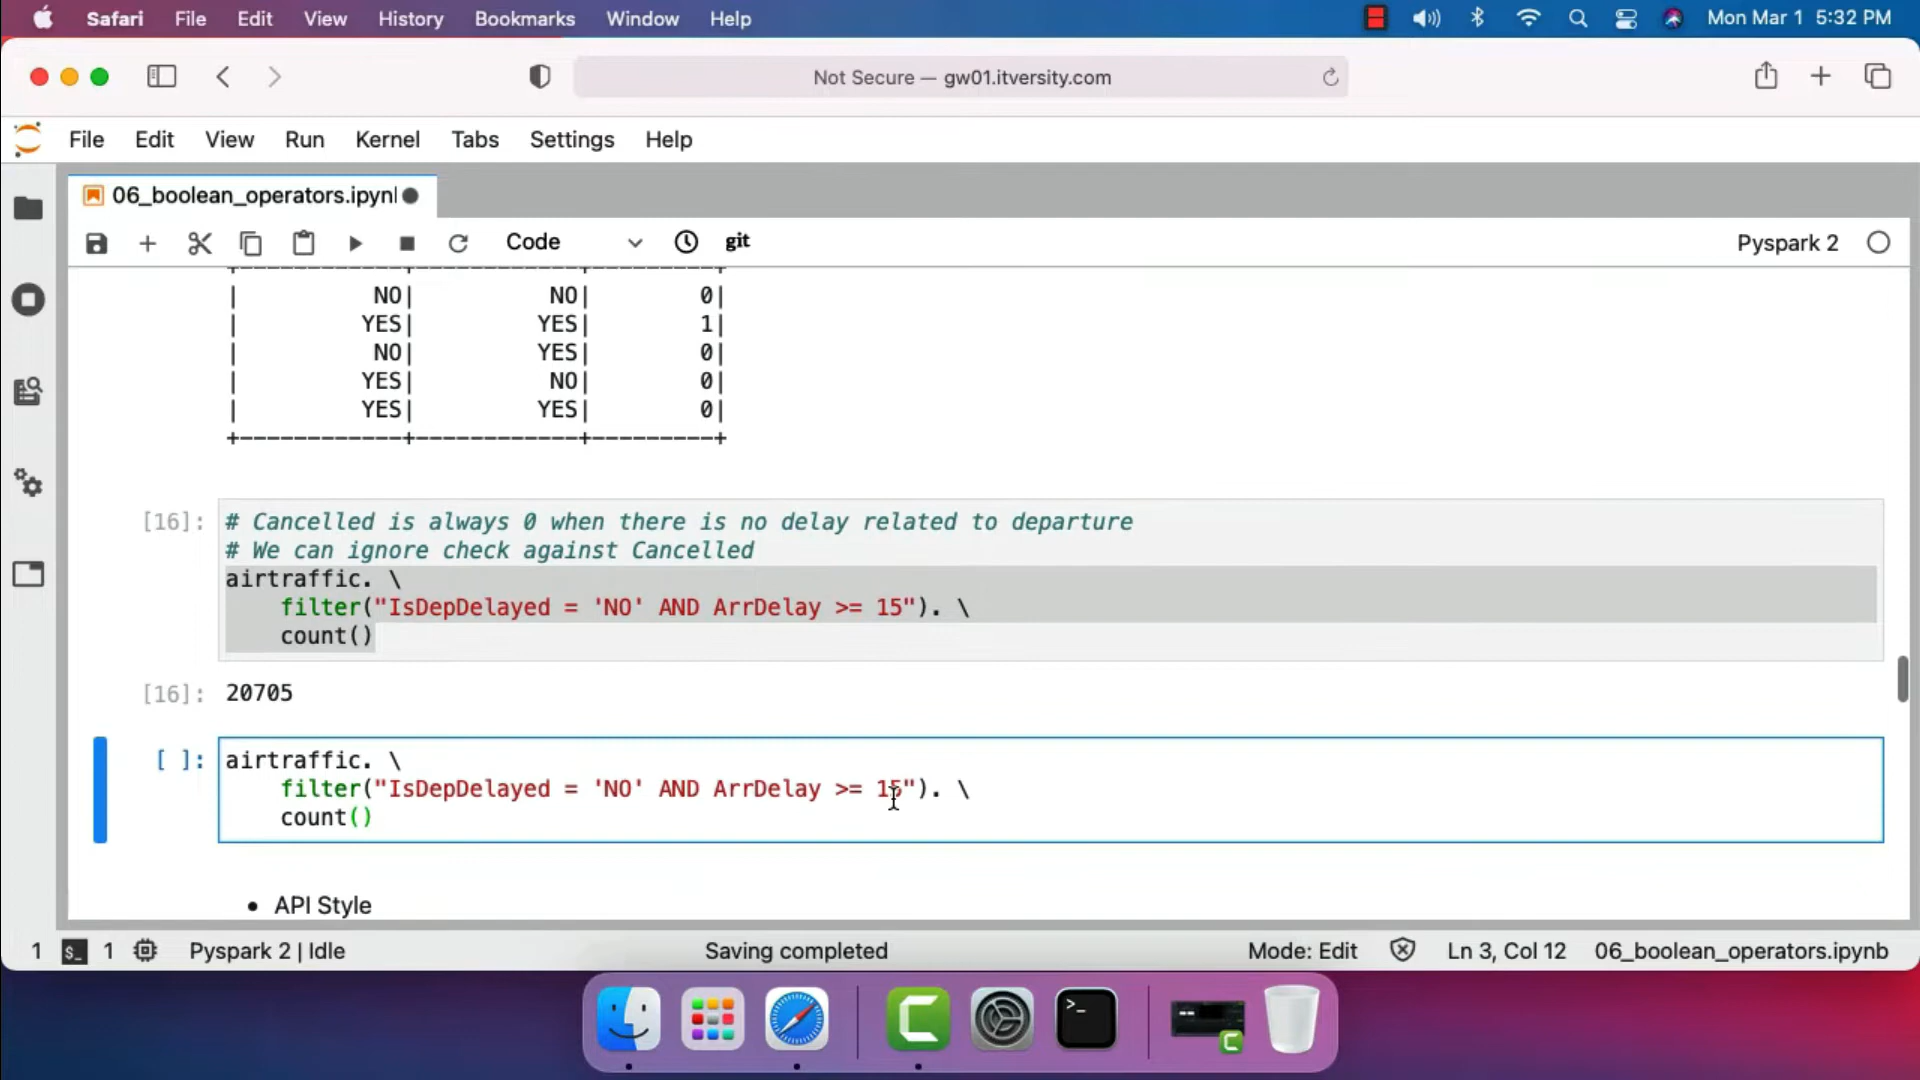 Safari File Edit View History Bookmarks Window Help Mon Mar 1 5:32 PM
Not Secure — gw01.itversity.com
File Edit View Run Kernel Tabs Settings Help
06_boolean_operators.ipynl
Code git Pyspark 2
| NO| NO| 0|
| YES| YES| 1|
| NO| YES| 0|
| YES| NO| 0|
| YES| YES| 0|
+-------------+------------+---------+
[16]: # Cancelled is always 0 when there is no delay related to departure
# We can ignore check against Cancelled
airtraffic. \
filter("IsDepDelayed = 'NO' AND ArrDelay >= 15"). \
count()
[16]: 20705
[ ]: airtraffic. \
filter("IsDepDelayed = 'NO' AND ArrDelay >= 15"). \
count()
• API Style
1 $_ 1 Pyspark 2 | Idle Saving completed Mode: Edit Ln 3, Col 12 06_boolean_operators.ipynb
>_